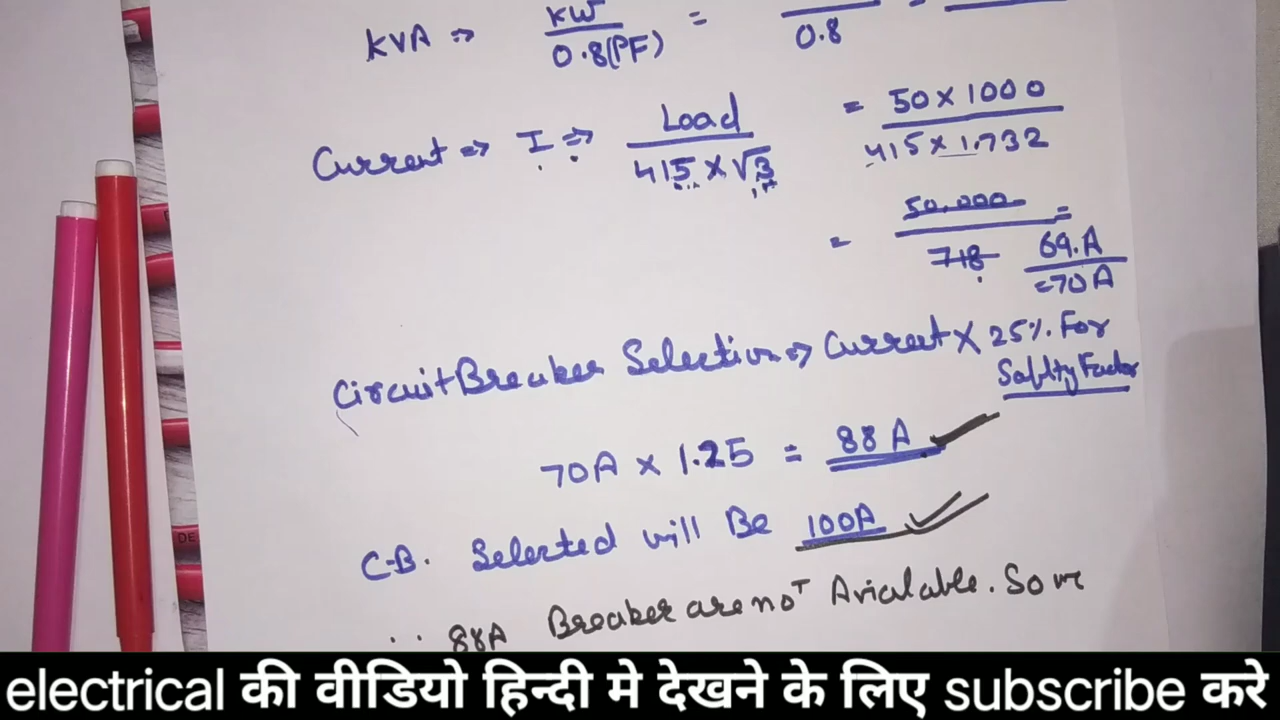 KVA ⇒ KW / 0.8(PF) = / 0.8 =
Current ⇒ I ⇒ Load / 415 × √3 = 50 × 1000 / 415 × 1.732
= 50,000 / 718 = 69.A
=70A
Circuit Breaker Selection ⇒ Current × 25% For
Safity Factor
70A × 1.25 = 88 A
C.B. Selected will Be 100A
∵ 88A Breaker are not Avialable. So we
electrical की वीडियो हिन्दी मे देखने के लिए subscribe करे